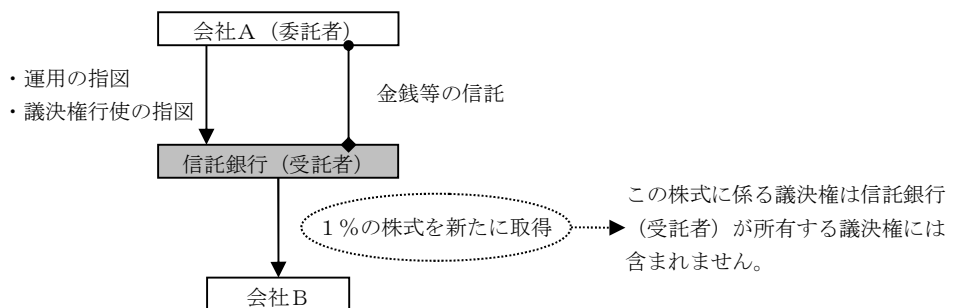 会社A（委託者）
・運用の指図
・議決権行使の指図
金銭等の信託
信託銀行（受託者）
１％の株式を新たに取得
この株式に係る議決権は信託銀行
（受託者）が所有する議決権には
含まれません。
会社B